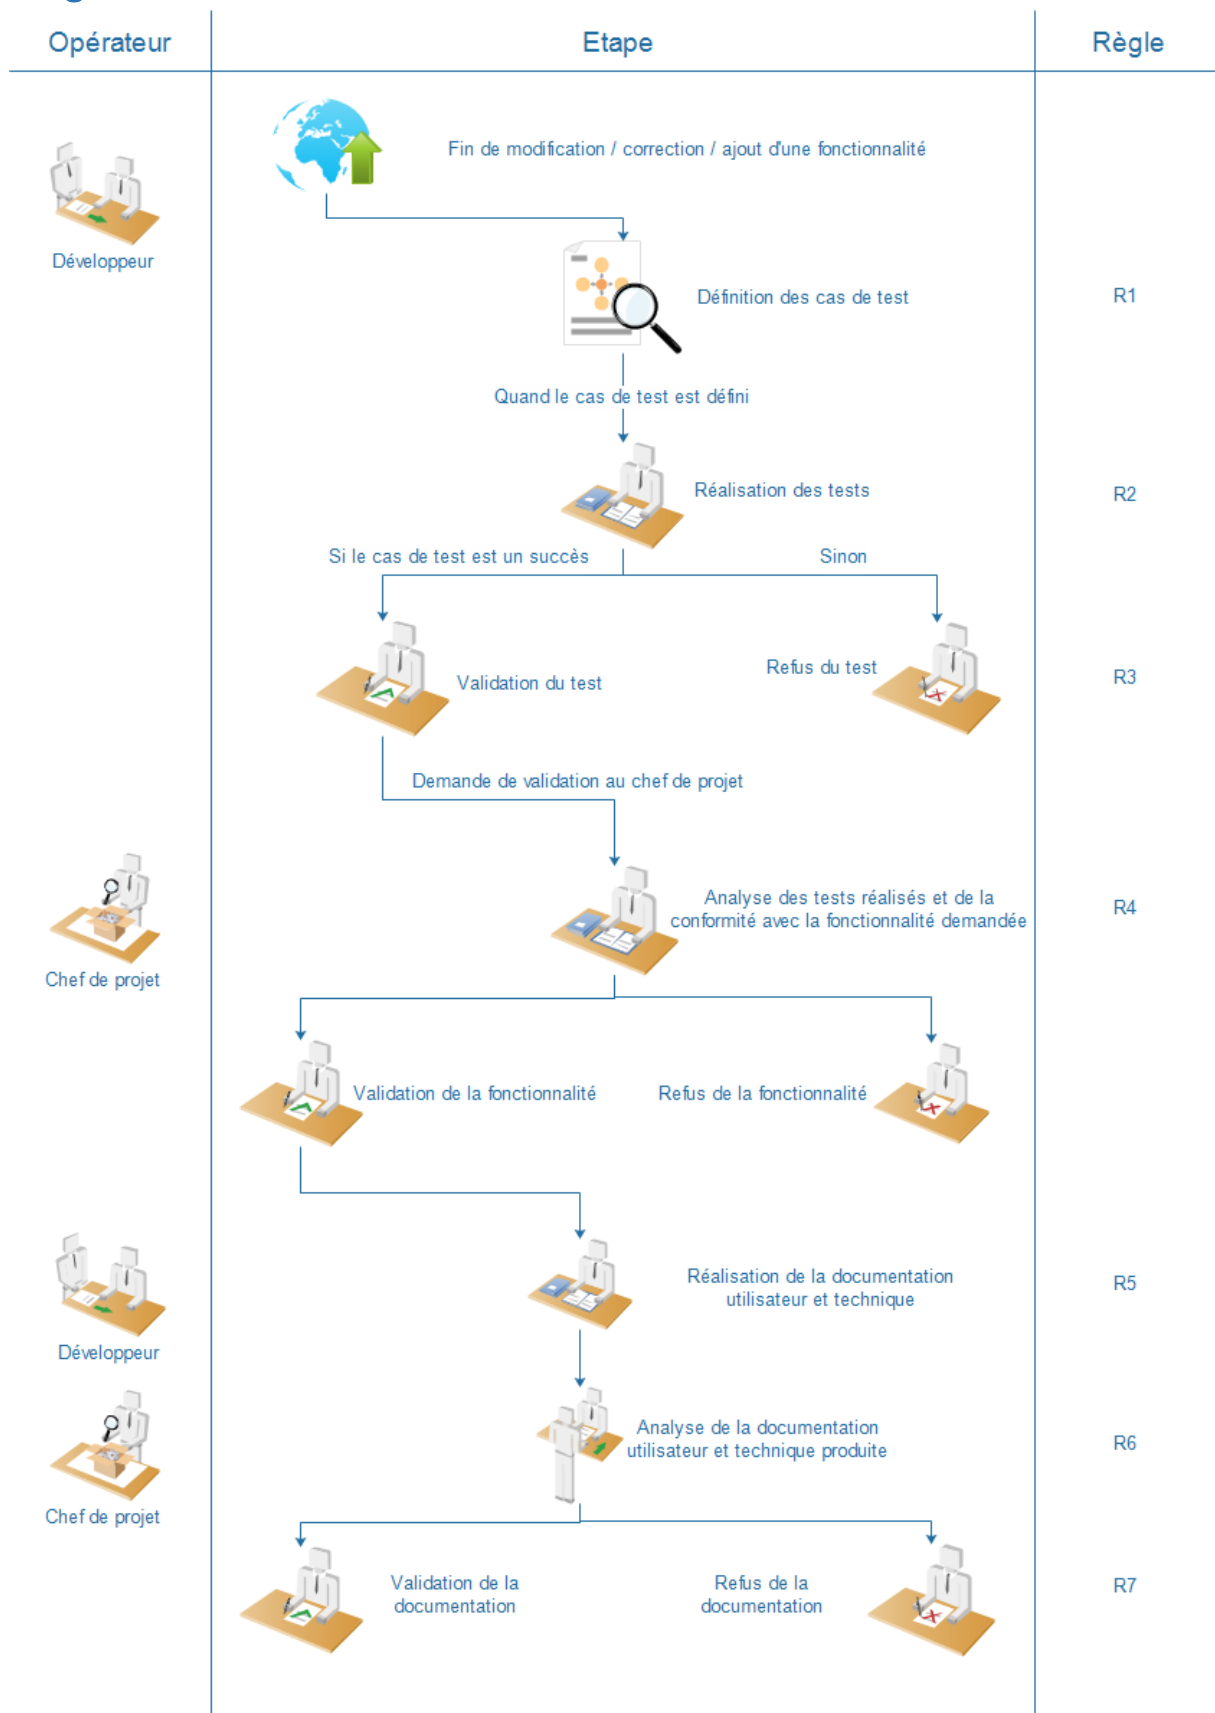 Opérateur
Etape
Règle
Fin de modification / correction / ajout d'une fonctionnalité
Développeur
Définition des cas de test
R1
Quand le cas de test est défini
Réalisation des tests
R2
Si le cas de test est un succès
Sinon
Validation du test
Refus du test
R3
Demande de validation au chef de projet
Analyse des tests réalisés et de la
conformité avec la fonctionnalité demandée
R4
Chef de projet
Validation de la fonctionnalité
Refus de la fonctionnalité
Réalisation de la documentation
utilisateur et technique
R5
Développeur
Analyse de la documentation
utilisateur et technique produite
R6
Chef de projet
Validation de la
documentation
Refus de la
documentation
R7